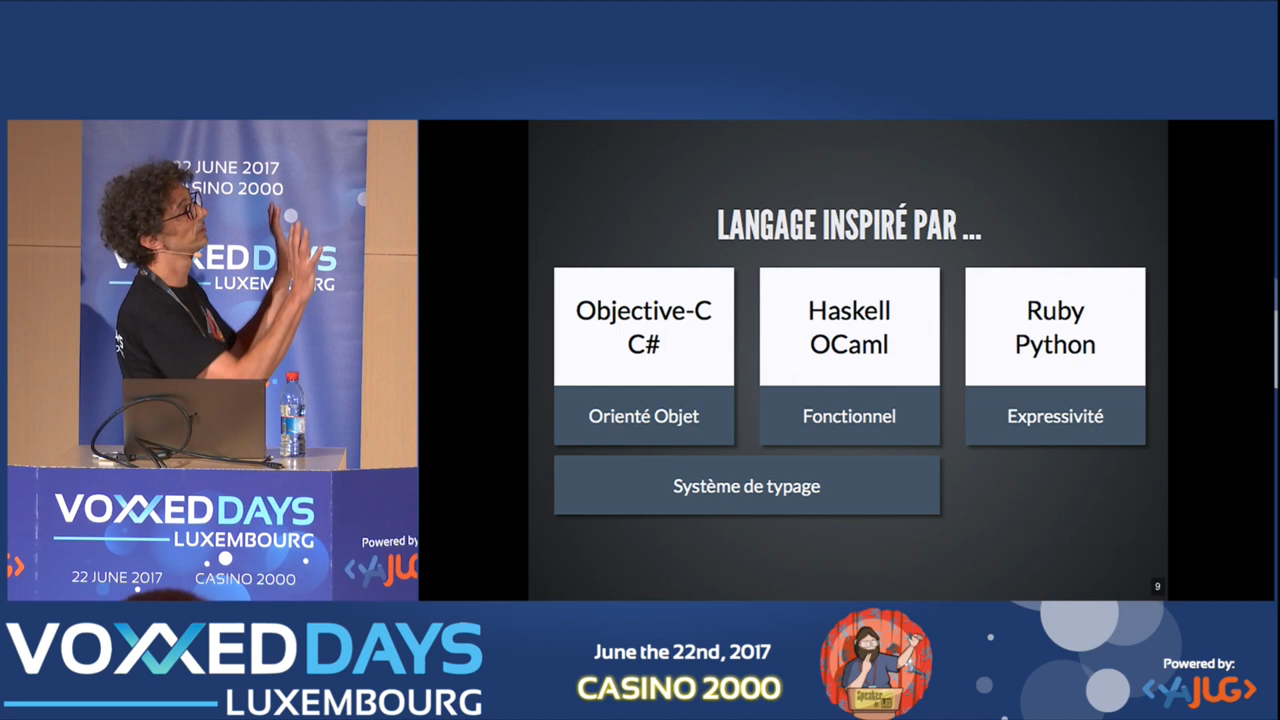 22 JUNE 2017
CASINO 2000
VOXXED DAYS
LUXEMBOURG
VOXXED DAYS
LUXEMBOURG
22 JUNE 2017 CASINO 2000
Powered by
<YAJUG
LANGAGE INSPIRÉ PAR ...
Objective-C
C#
Orienté Objet
Haskell
OCaml
Fonctionnel
Ruby
Python
Expressivité
Système de typage
9
VOXXED DAYS
LUXEMBOURG
June the 22nd, 2017
CASINO 2000
Powered by:
<YAJUG>